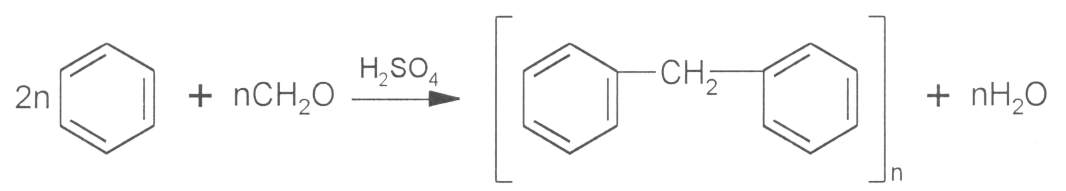 2n + nCH₂O H₂SO₄ CH₂ n + nH₂O